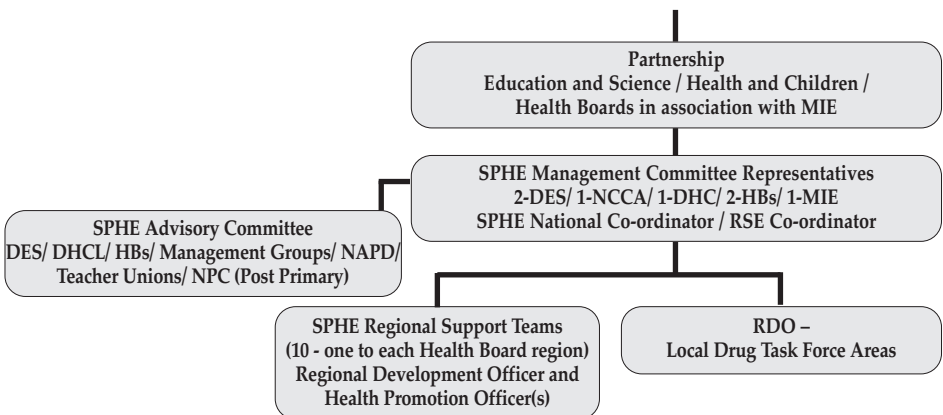 Partnership
Education and Science / Health and Children /
Health Boards in association with MIE
SPHE Management Committee Representatives
2-DES/ 1-NCCA/ 1-DHC/ 2-HBs/ 1-MIE
SPHE National Co-ordinator / RSE Co-ordinator
SPHE Advisory Committee
DES/ DHCL/ HBs/ Management Groups/ NAPD/
Teacher Unions/ NPC (Post Primary)
SPHE Regional Support Teams
(10 - one to each Health Board region)
Regional Development Officer and
Health Promotion Officer(s)
RDO –
Local Drug Task Force Areas